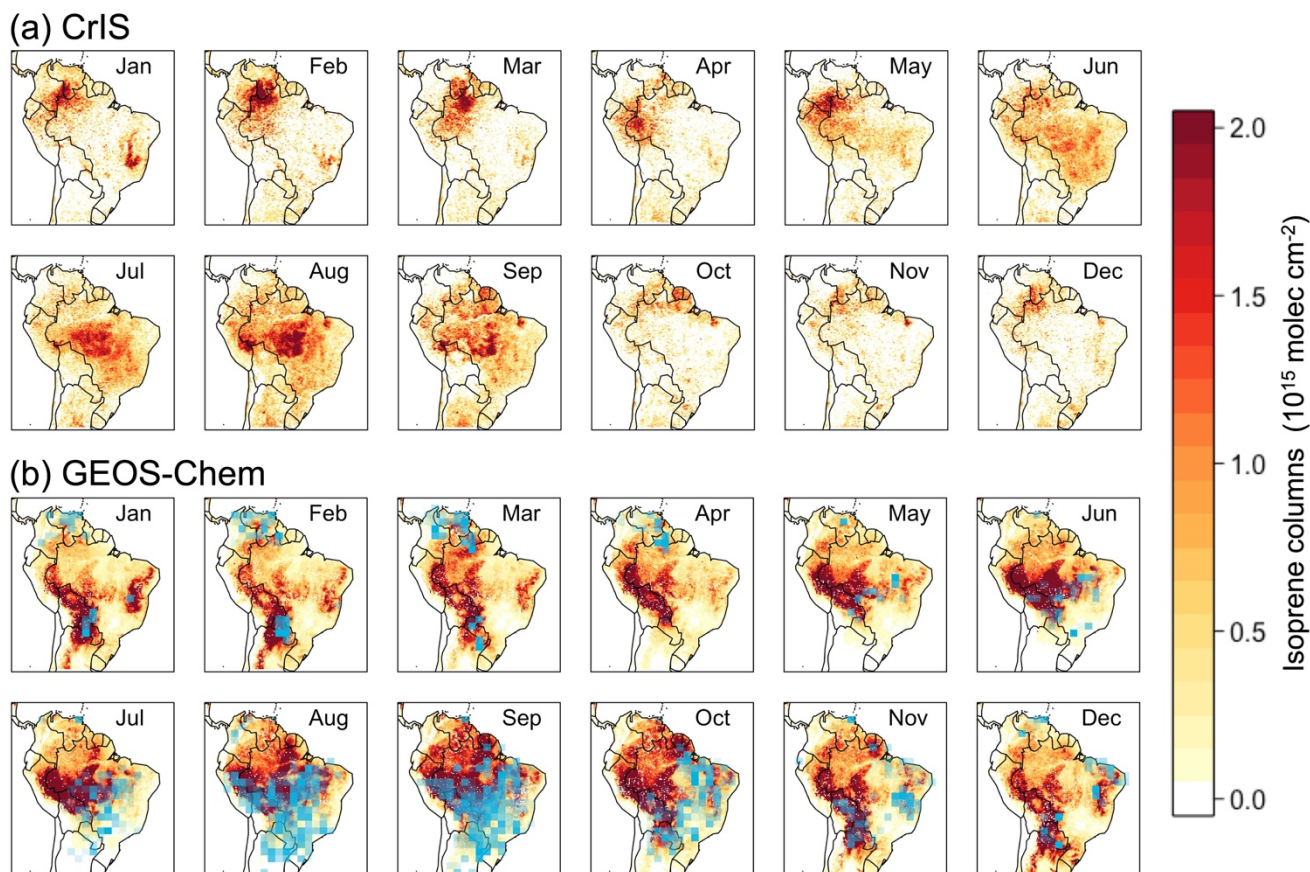 (a) CrIS
Jan
Feb
Mar
Apr
May
Jun
Jul
Aug
Sep
Oct
Nov
Dec
(b) GEOS-Chem
Jan
Feb
Mar
Apr
May
Jun
Jul
Aug
Sep
Oct
Nov
Dec
2.0
1.5
1.0
0.5
0.0
Isoprene columns (10¹⁵ molec cm⁻²)